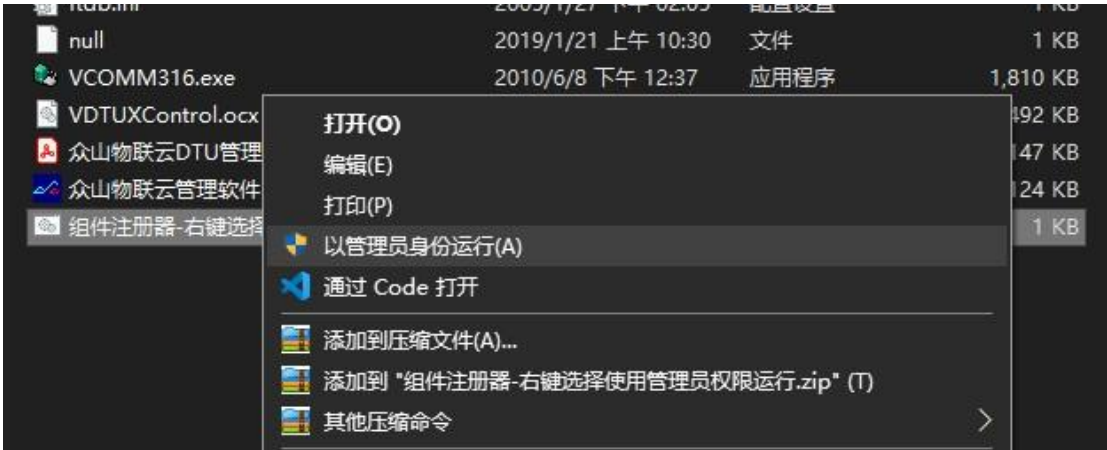 null 2019/1/21 上午 10:30 文件 1 KB
VCOMM316.exe 2010/6/8 下午 12:37 应用程序 1,810 KB
VDTUXControl.ocx 492 KB
打开(O)
众山物联云DTU管理 147 KB
编辑(E)
众山物联云管理软件 124 KB
打印(P)
组件注册器-右键选择 1 KB
以管理员身份运行(A)
通过 Code 打开
添加到压缩文件(A)...
添加到 "组件注册器-右键选择使用管理员权限运行.zip" (T)
其他压缩命令